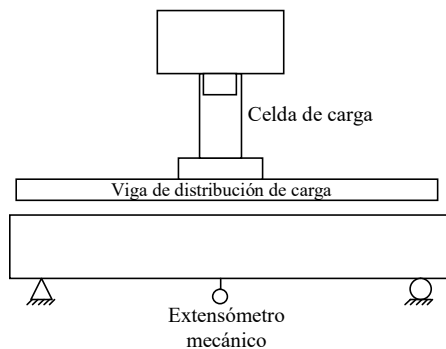 Celda de carga
Viga de distribución de carga
Extensómetro
mecánico